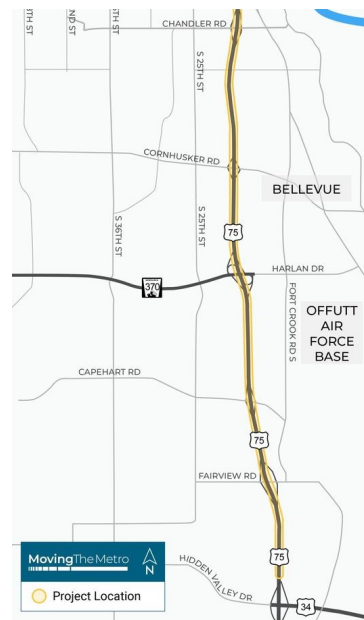 CHANDLER RD
S 25TH ST
CORNHUSKER RD
BELLEVUE
S 36TH ST
S 25TH ST
75
HARLAN DR
370
FORT CROOK RD S
OFFUTT
AIR
FORCE
BASE
CAPEHART RD
75
FAIRVIEW RD
75
MovingTheMetro
N
Project Location
HIDDEN VALLEY DR
34